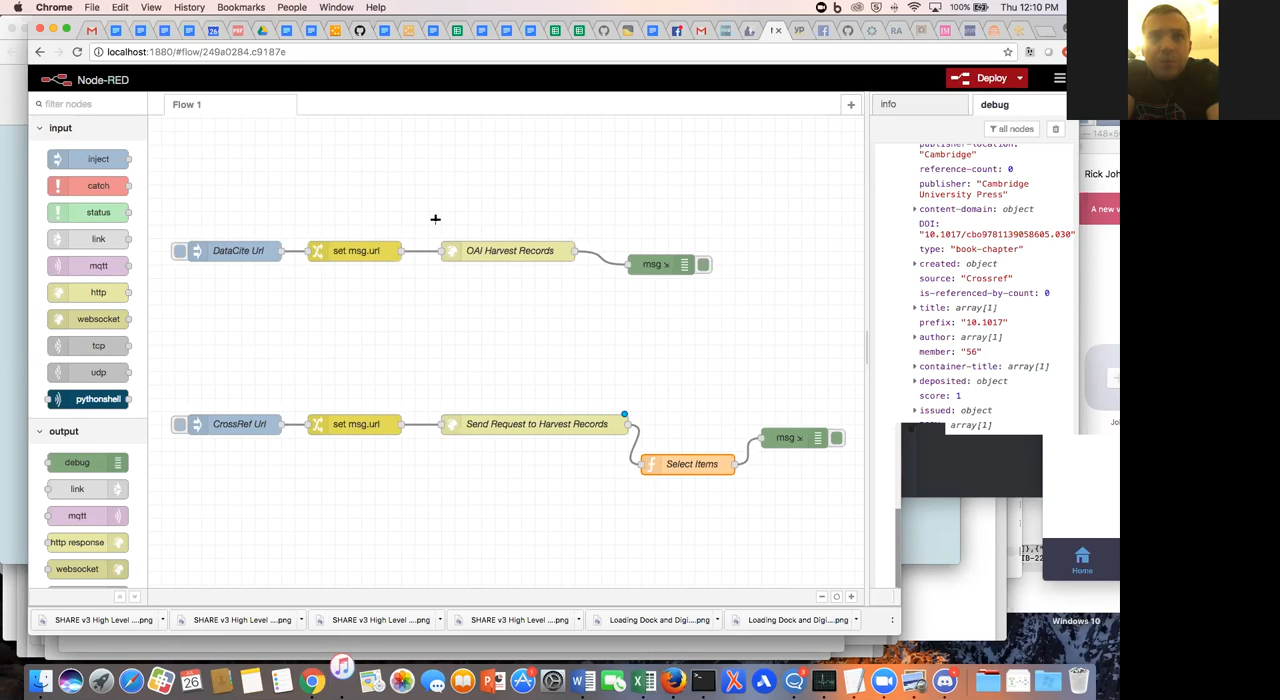 Chrome File Edit View History Bookmarks People Window Help
100% Thu 12:10 PM
localhost:1880/#flow/249a0284.c9187e
Node-RED
Deploy
filter nodes
Flow 1
info
debug
all nodes
input
inject
catch
status
link
mqtt
http
websocket
tcp
udp
pythonshell
output
debug
link
mqtt
http response
websocket
DataCite Url
set msg.url
OAI Harvest Records
msg
CrossRef Url
set msg.url
Send Request to Harvest Records
Select Items
msg
publisher-location:
"Cambridge"
reference-count: 0
publisher: "Cambridge
University Press"
content-domain: object
DOI:
"10.1017/cbo9781139058605.030"
type: "book-chapter"
created: object
source: "Crossref"
is-referenced-by-count: 0
title: array[1]
prefix: "10.1017"
author: array[1]
member: "56"
container-title: array[1]
deposited: object
score: 1
issued: object
array[1]
Rick Joh
A new v
Home
Windows 10
SHARE v3 High Level ....png
SHARE v3 High Level ....png
SHARE v3 High Level ....png
SHARE v3 High Level ....png
Loading Dock and Digi....png
Loading Dock and Digi....png